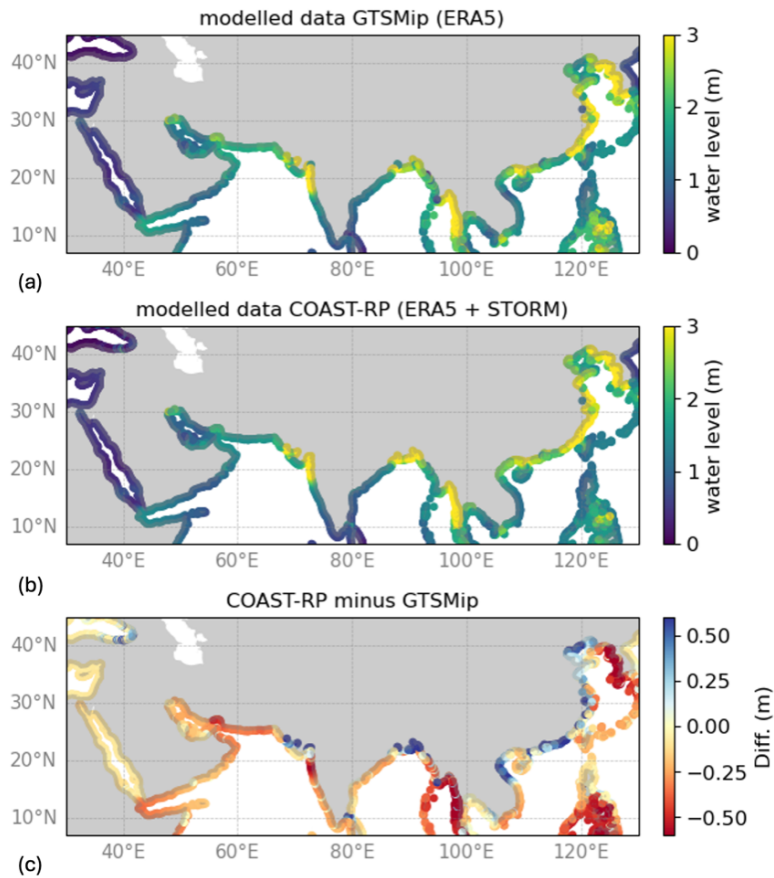 modelled data GTSMip (ERA5)
40°N
30°N
20°N
10°N
40°E 60°E 80°E 100°E 120°E
3
2
1
0
water level (m)
(a)
modelled data COAST-RP (ERA5 + STORM)
40°N
30°N
20°N
10°N
40°E 60°E 80°E 100°E 120°E
3
2
1
0
water level (m)
(b)
COAST-RP minus GTSMip
40°N
30°N
20°N
10°N
40°E 60°E 80°E 100°E 120°E
0.50
0.25
0.00
−0.25
−0.50
Diff. (m)
(c)